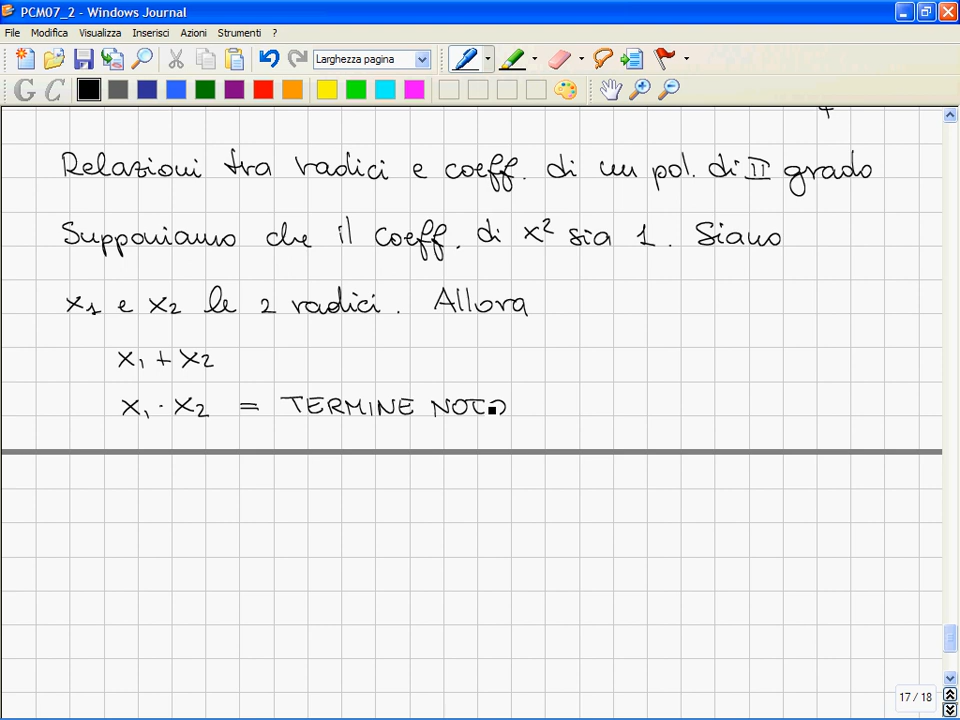 PCM07_2 - Windows Journal
File Modifica Visualizza Inserisci Azioni Strumenti ?
Larghezza pagina
Relazioni tra radici e coeff. di un pol. di II grado
Supponiamo che il coeff. di x² sia 1. Siano
x₁ e x₂ le 2 radici. Allora
x₁ + x₂
x₁ · x₂ = TERMINE NOTO
17 / 18